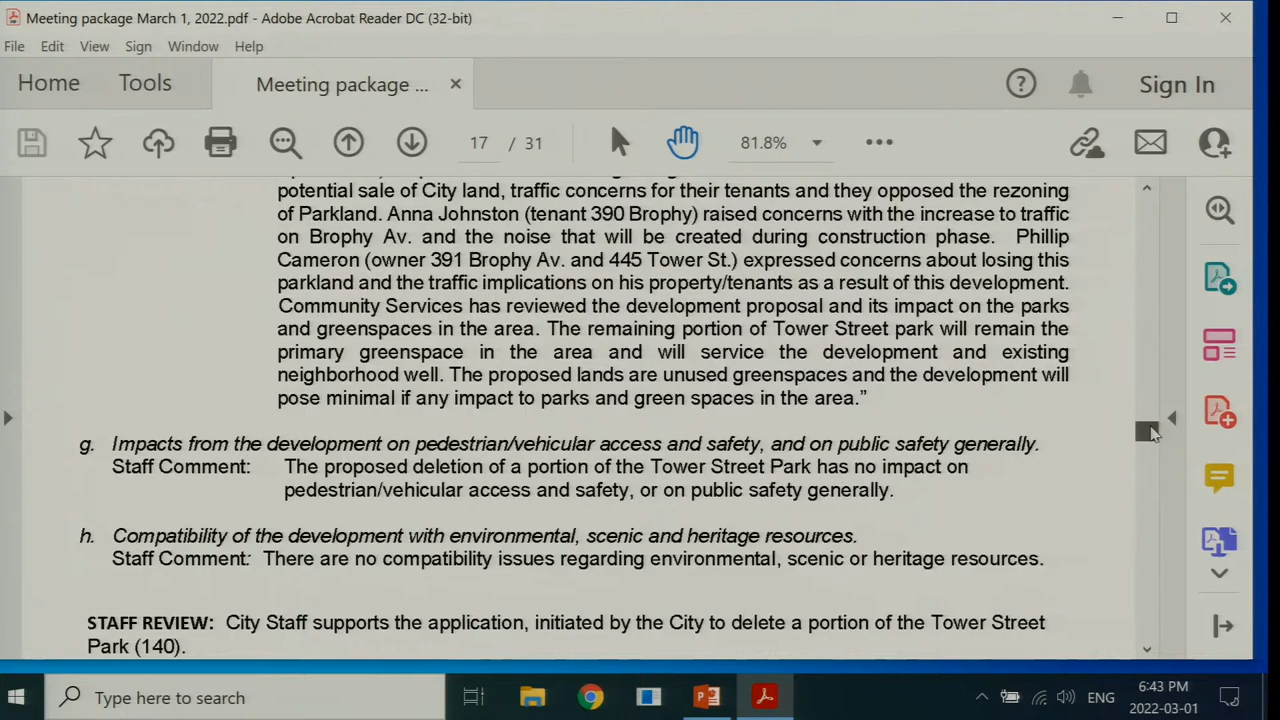 Meeting package March 1, 2022.pdf - Adobe Acrobat Reader DC (32-bit)
File Edit View Sign Window Help
Home Tools Meeting package ... Sign In
17 / 31 81.8%
potential sale of City land, traffic concerns for their tenants and they opposed the rezoning
of Parkland. Anna Johnston (tenant 390 Brophy) raised concerns with the increase to traffic
on Brophy Av. and the noise that will be created during construction phase. Phillip
Cameron (owner 391 Brophy Av. and 445 Tower St.) expressed concerns about losing this
parkland and the traffic implications on his property/tenants as a result of this development.
Community Services has reviewed the development proposal and its impact on the parks
and greenspaces in the area. The remaining portion of Tower Street park will remain the
primary greenspace in the area and will service the development and existing
neighborhood well. The proposed lands are unused greenspaces and the development will
pose minimal if any impact to parks and green spaces in the area.”
g. Impacts from the development on pedestrian/vehicular access and safety, and on public safety generally.
Staff Comment: The proposed deletion of a portion of the Tower Street Park has no impact on
pedestrian/vehicular access and safety, or on public safety generally.
h. Compatibility of the development with environmental, scenic and heritage resources.
Staff Comment: There are no compatibility issues regarding environmental, scenic or heritage resources.
STAFF REVIEW: City Staff supports the application, initiated by the City to delete a portion of the Tower Street
Park (140).
Type here to search
ENG
6:43 PM
2022-03-01